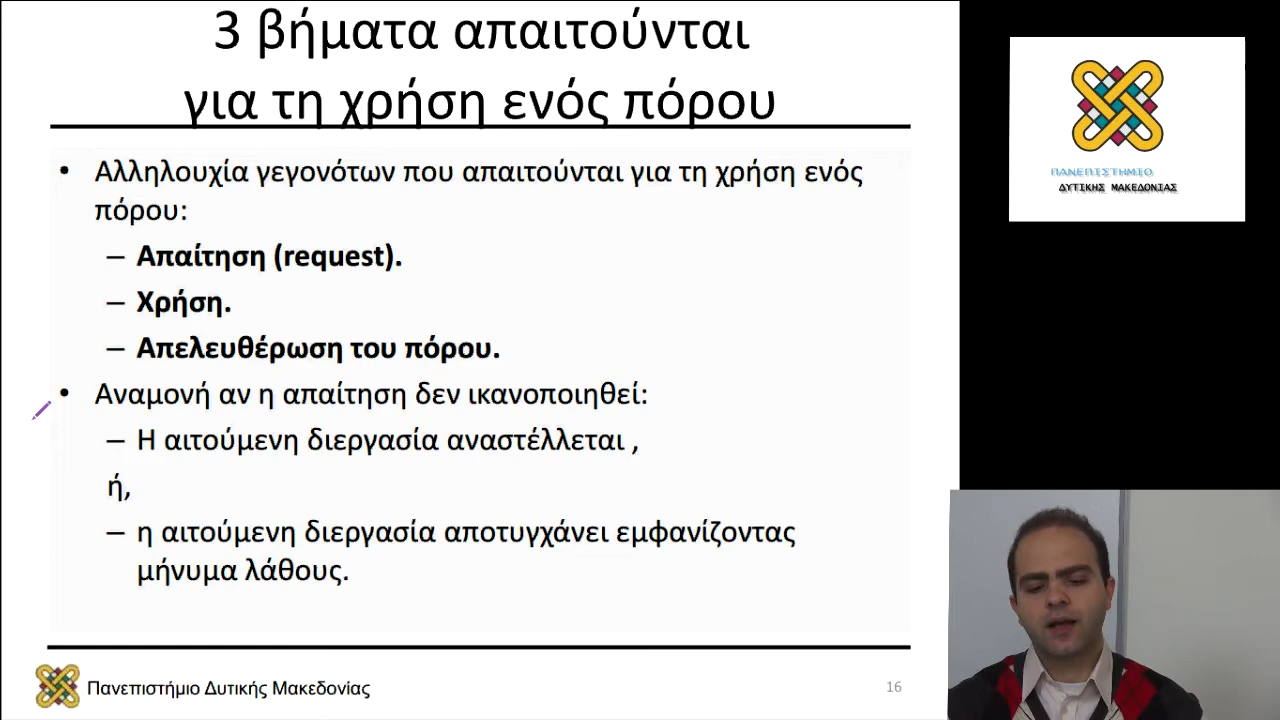 3 βήματα απαιτούνται
για τη χρήση ενός πόρου
• Αλληλουχία γεγονότων που απαιτούνται για τη χρήση ενός
πόρου:
– Απαίτηση (request).
– Χρήση.
– Απελευθέρωση του πόρου.
• Αναμονή αν η απαίτηση δεν ικανοποιηθεί:
– Η αιτούμενη διεργασία αναστέλλεται ,
ή,
– η αιτούμενη διεργασία αποτυγχάνει εμφανίζοντας
μήνυμα λάθους.
Πανεπιστήμιο Δυτικής Μακεδονίας
16
ΠΑΝΕΠΙΣΤΗΜΙΟ
ΔΥΤΙΚΗΣ ΜΑΚΕΔΟΝΙΑΣ